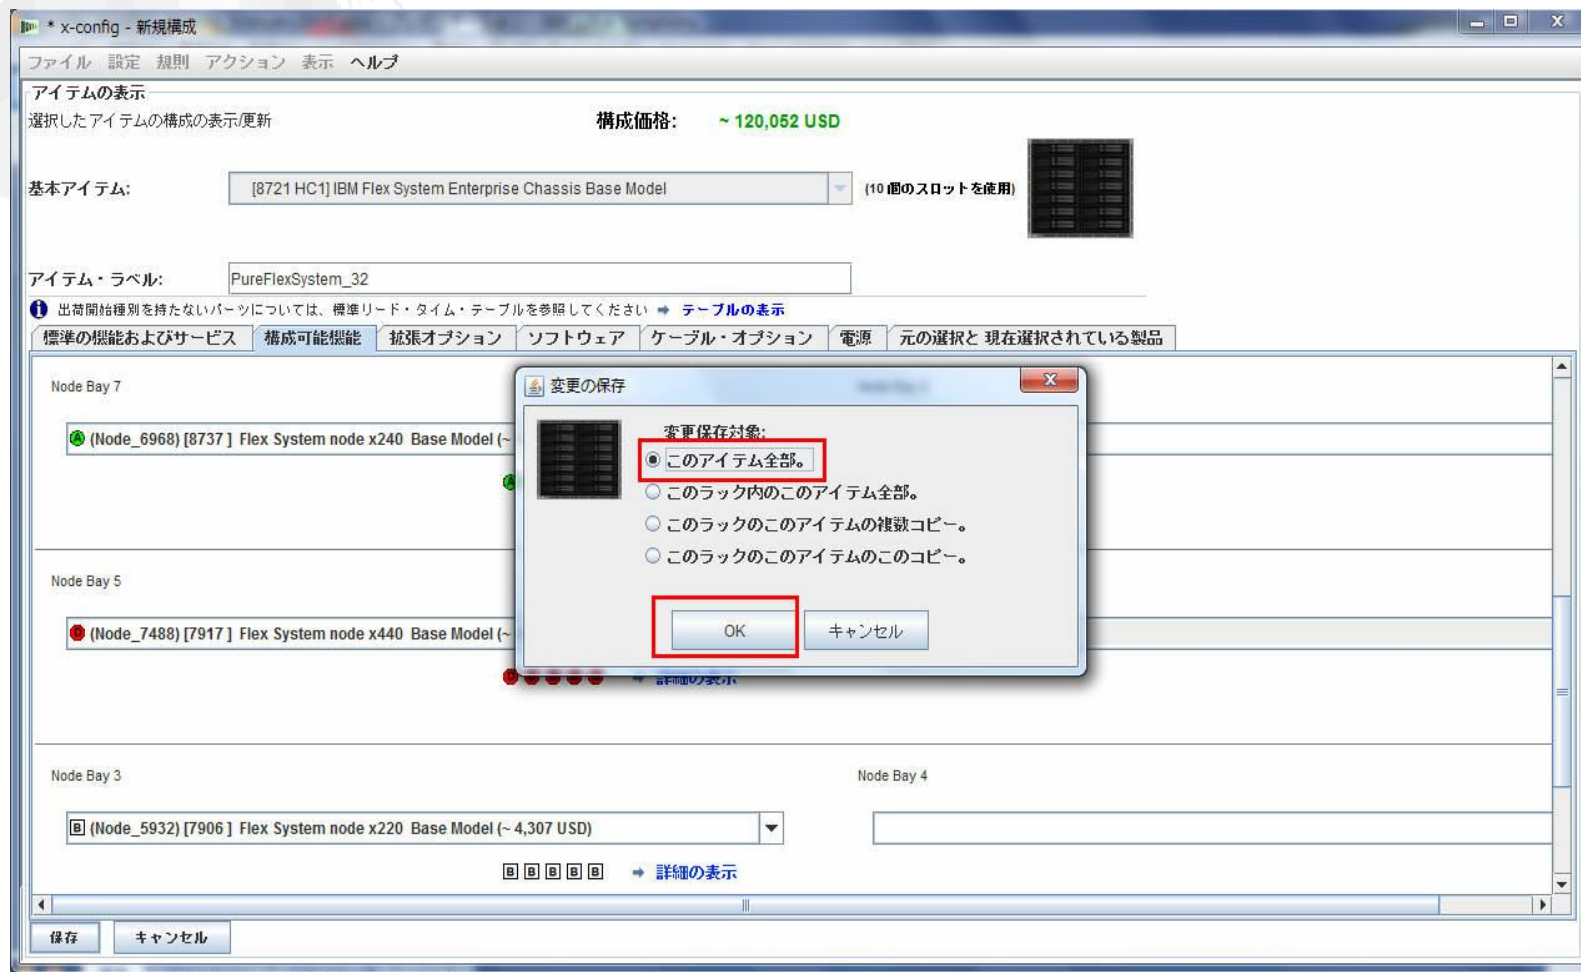 * x-config - 新規構成
ファイル 設定 規則 アクション 表示 ヘルプ
アイテムの表示
選択したアイテムの構成の表示/更新
構成価格: ~ 120,052 USD
基本アイテム: [8721 HC1] IBM Flex System Enterprise Chassis Base Model (10 個のスロットを使用)
アイテム・ラベル: PureFlexSystem_32
出荷開始種別を持たないパーツについては、標準リード・タイム・テーブルを参照してください ➡ テーブルの表示
標準の機能およびサービス 構成可能機能 拡張オプション ソフトウェア ケーブル・オプション 電源 元の選択と 現在選択されている製品
Node Bay 7
A (Node_6968) [8737 ] Flex System node x240 Base Model (~
A
Node Bay 5
D (Node_7488) [7917 ] Flex System node x440 Base Model (~
詳細の表示
変更の保存
変更保存対象:
このアイテム全部。
このラック内のこのアイテム全部。
このラックのこのアイテムの複数コピー。
このラックのこのアイテムのこのコピー。
OK キャンセル
Node Bay 3
B (Node_5932) [7906 ] Flex System node x220 Base Model (~ 4,307 USD)
B B B B B ➡ 詳細の表示
Node Bay 4
保存 キャンセル